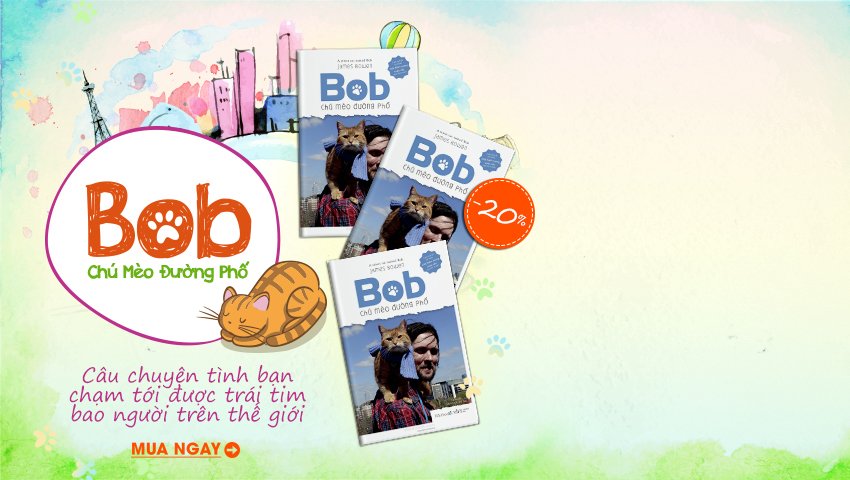 Bob
Chú Mèo Đường Phố
Câu chuyện tình bạn
chạm tới được trái tim
bao người trên thế giới
MUA NGAY
James Bowen
Bob
chú mèo đường phố
James Bowen
Bob
chú mèo đường phố
-20%
James Bowen
Bob
chú mèo đường phố